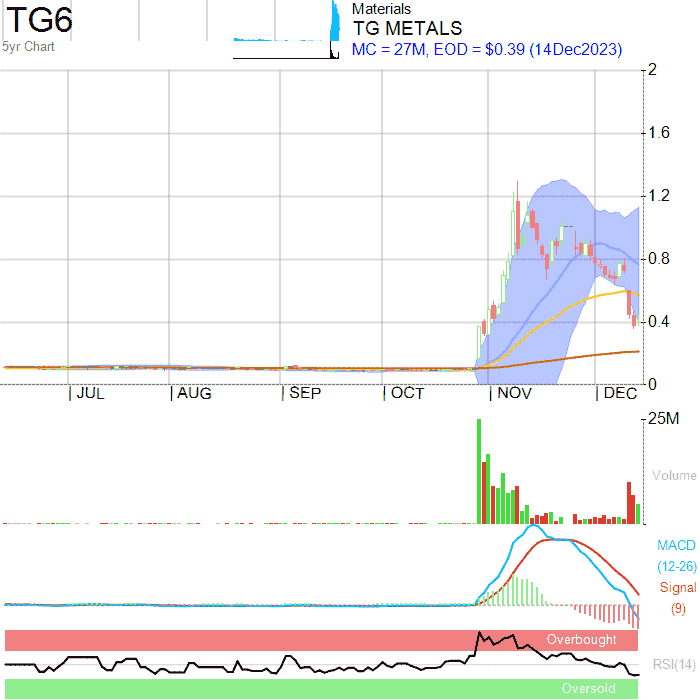 TG6
5yr Chart
Materials
TG METALS
MC = 27M, EOD = $0.39 (14Dec2023)
2
1.6
1.2
0.8
0.4
0
JUL AUG SEP OCT NOV DEC
25M
Volume
MACD
(12-26)
Signal
(9)
Overbought
RSI(14)
Oversold